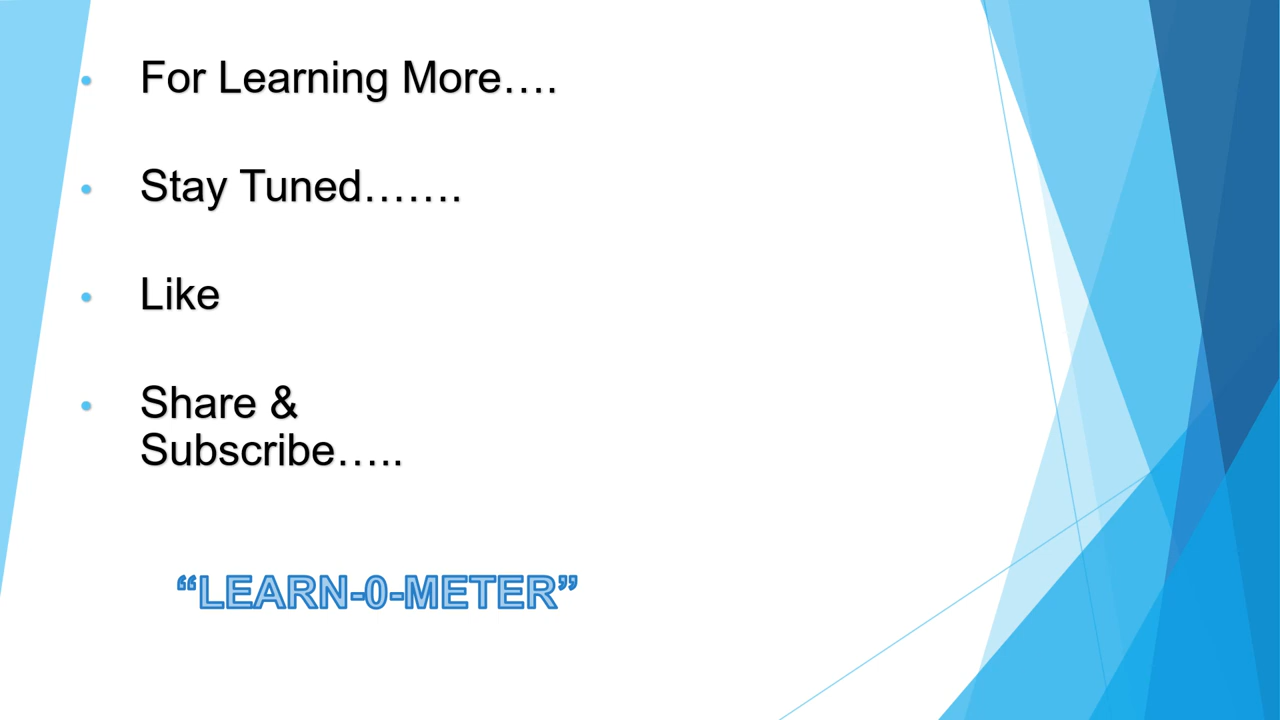 • For Learning More….
• Stay Tuned…….
• Like
• Share &
Subscribe…..
“LEARN-0-METER”